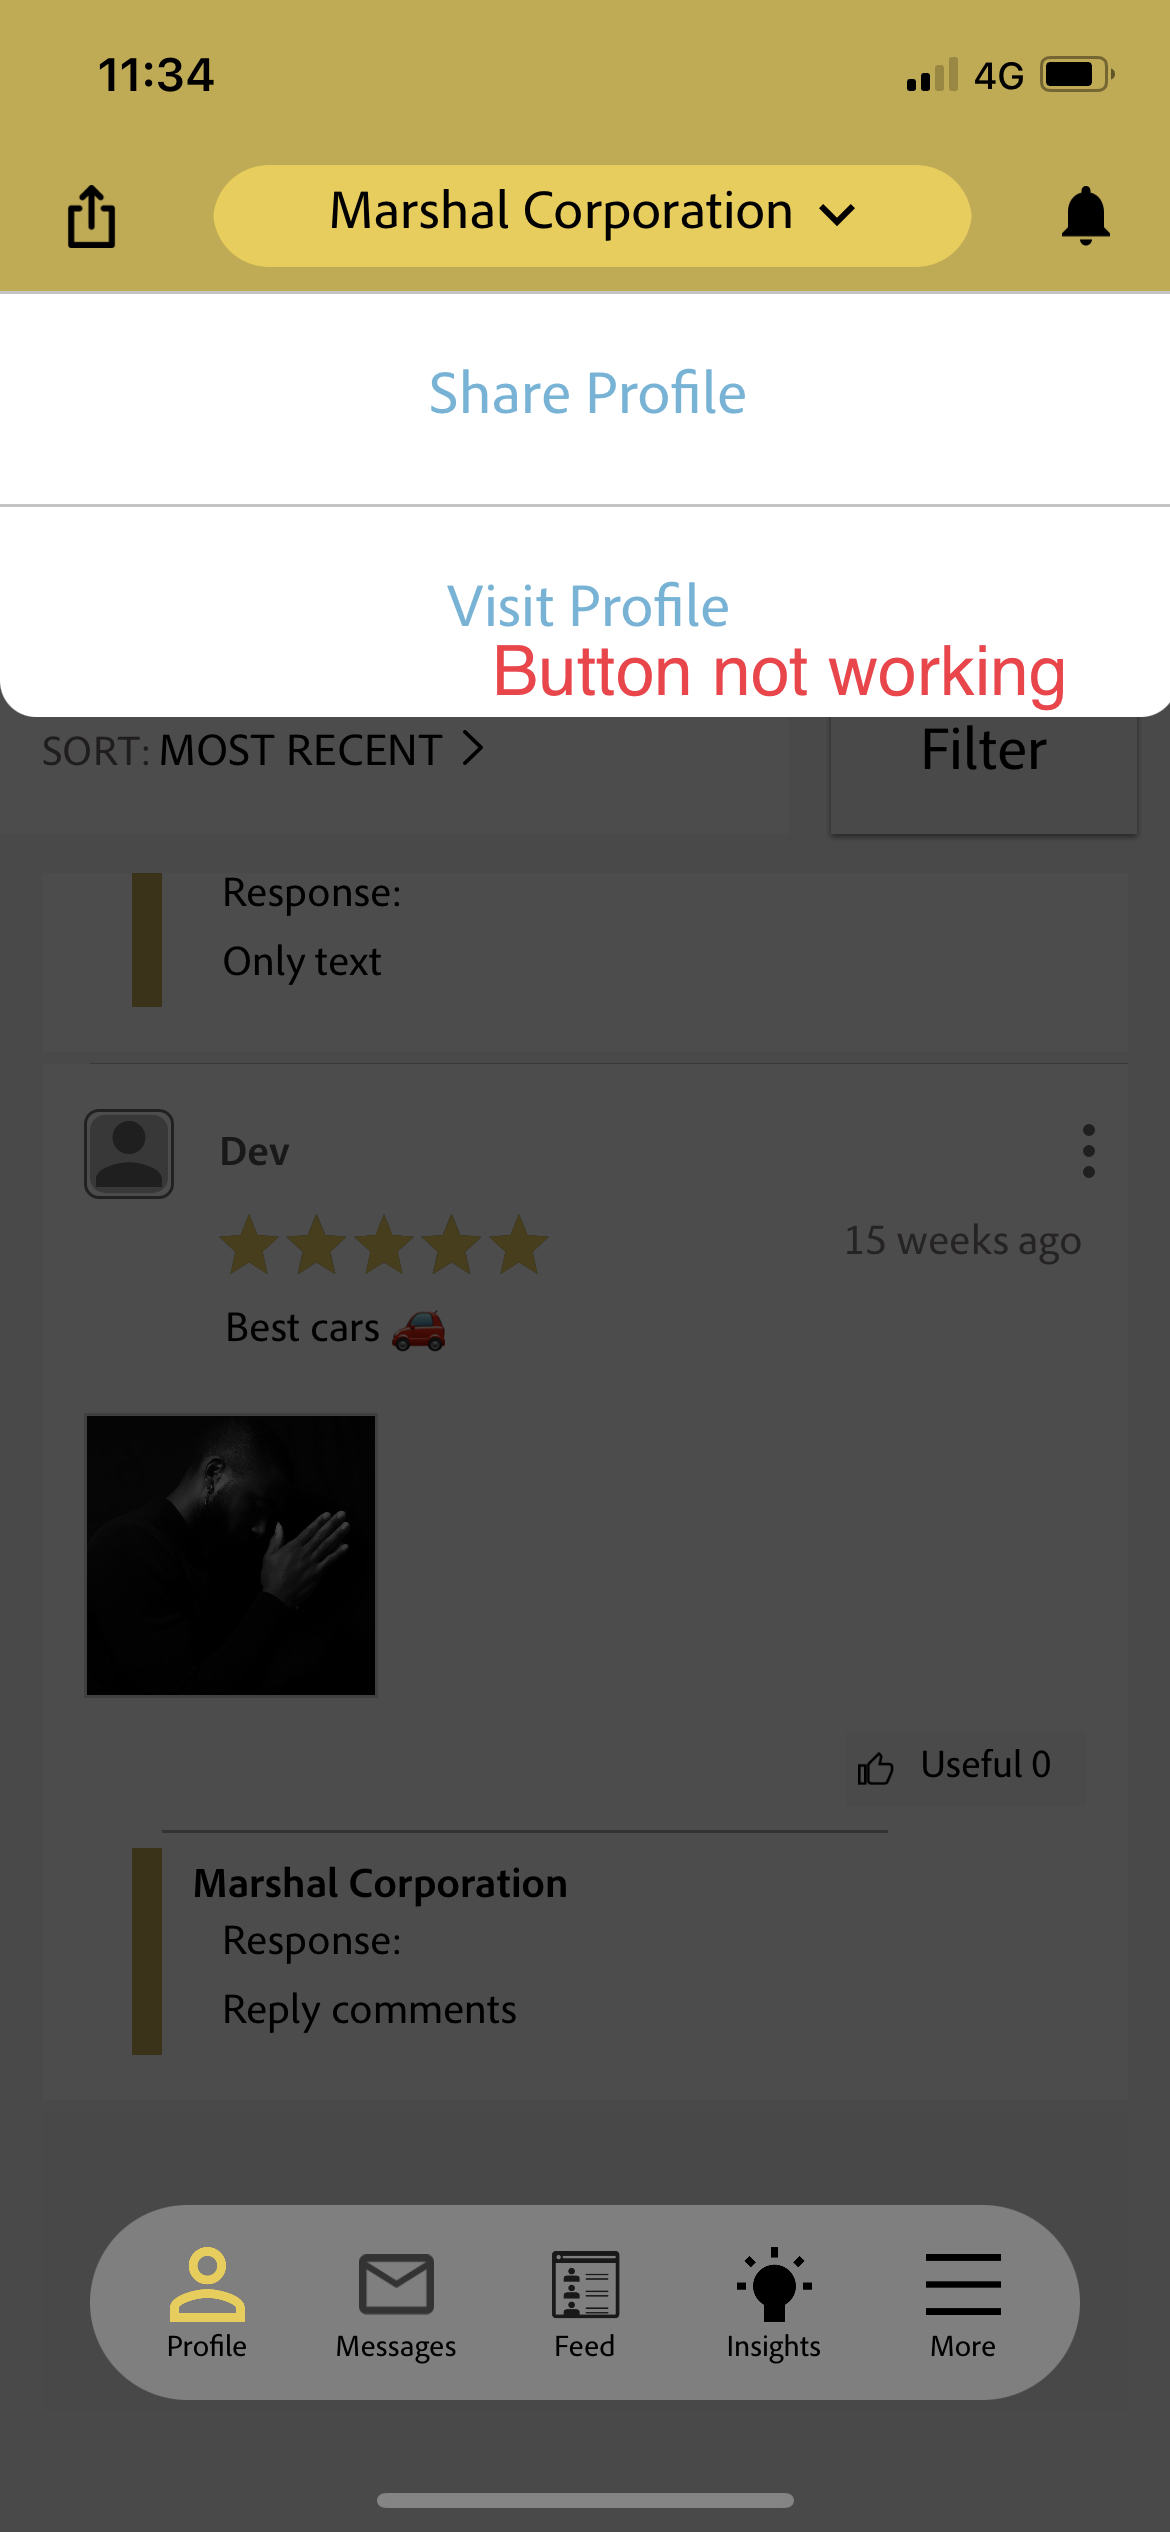 11:34
4G
Marshal Corporation
Share Profile
Visit Profile
Button not working
SORT: MOST RECENT
Filter
Response:
Only text
Dev
15 weeks ago
Best cars 🚗
Useful 0
Marshal Corporation
Response:
Reply comments
Profile
Messages
Feed
Insights
More